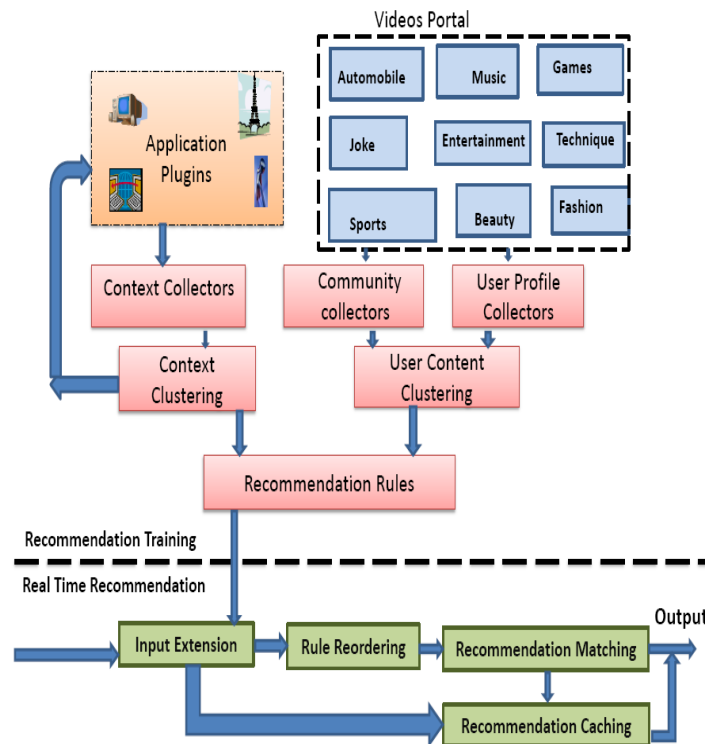 Videos Portal
Automobile
Music
Games
Joke
Entertainment
Technique
Sports
Beauty
Fashion
Application
Plugins
Context Collectors
Community
collectors
User Profile
Collectors
Context
Clustering
User Content
Clustering
Recommendation Rules
Recommendation Training
Real Time Recommendation
Input Extension
Rule Reordering
Recommendation Matching
Output
Recommendation Caching